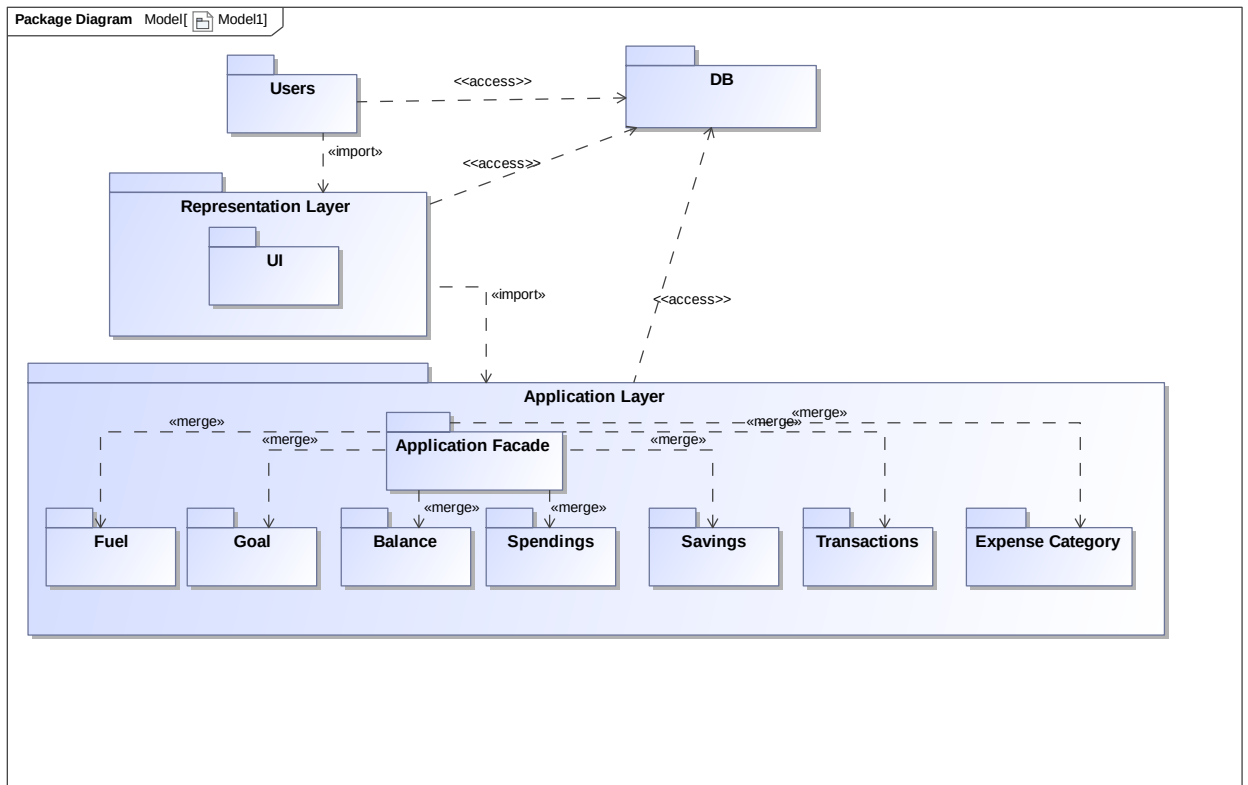 Package Diagram Model[ Model1]
Users
DB
<<access>>
«import»
<<access>>
Representation Layer
UI
«import»
<<access>>
Application Layer
«merge»
«merge»
«merge»
«merge»
«merge»
Application Facade
«merge»
«merge»
Fuel
Goal
Balance
Spendings
Savings
Transactions
Expense Category